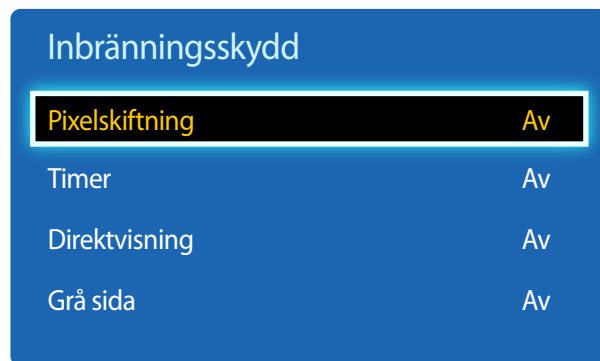 Inbränningsskydd
Pixelskiftning Av
Timer Av
Direktvisning Av
Grå sida Av